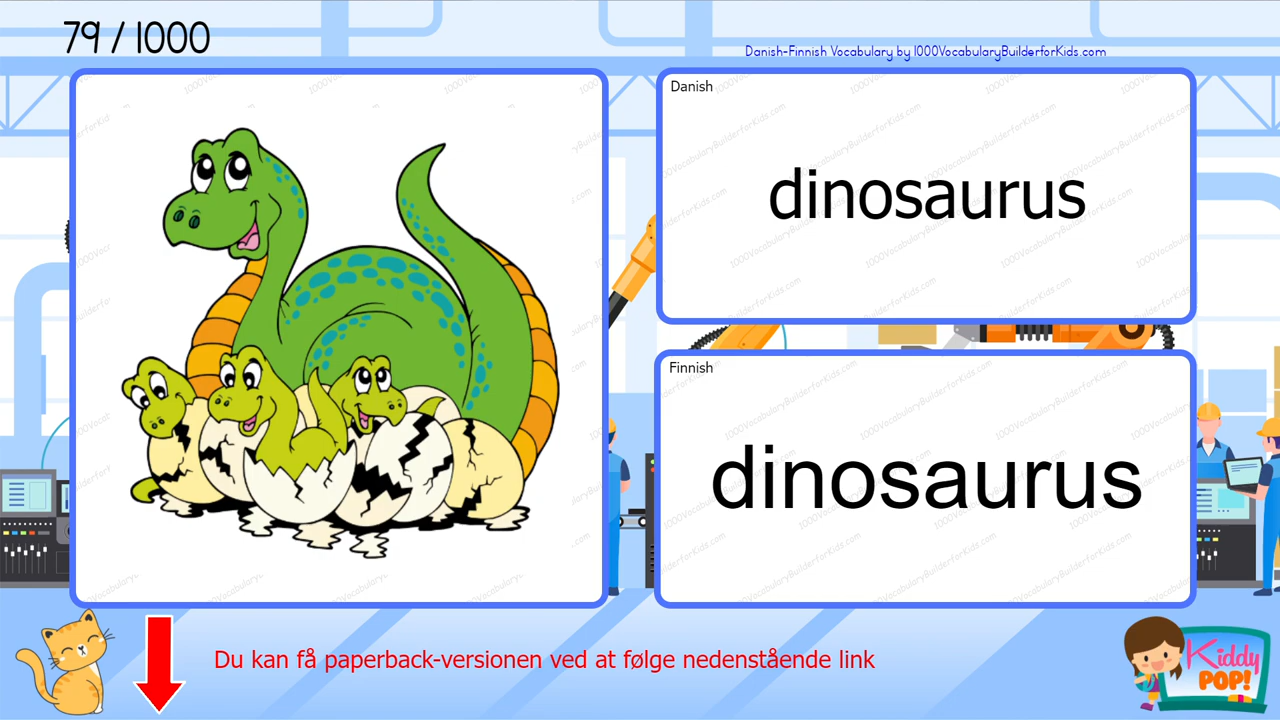 79 / 1000
Danish-Finnish Vocabulary by 1000VocabularyBuilderforKids.com
Danish
dinosaurus
Finnish
dinosaurus
Du kan få paperback-versionen ved at følge nedenstående link
Kiddy
POP!